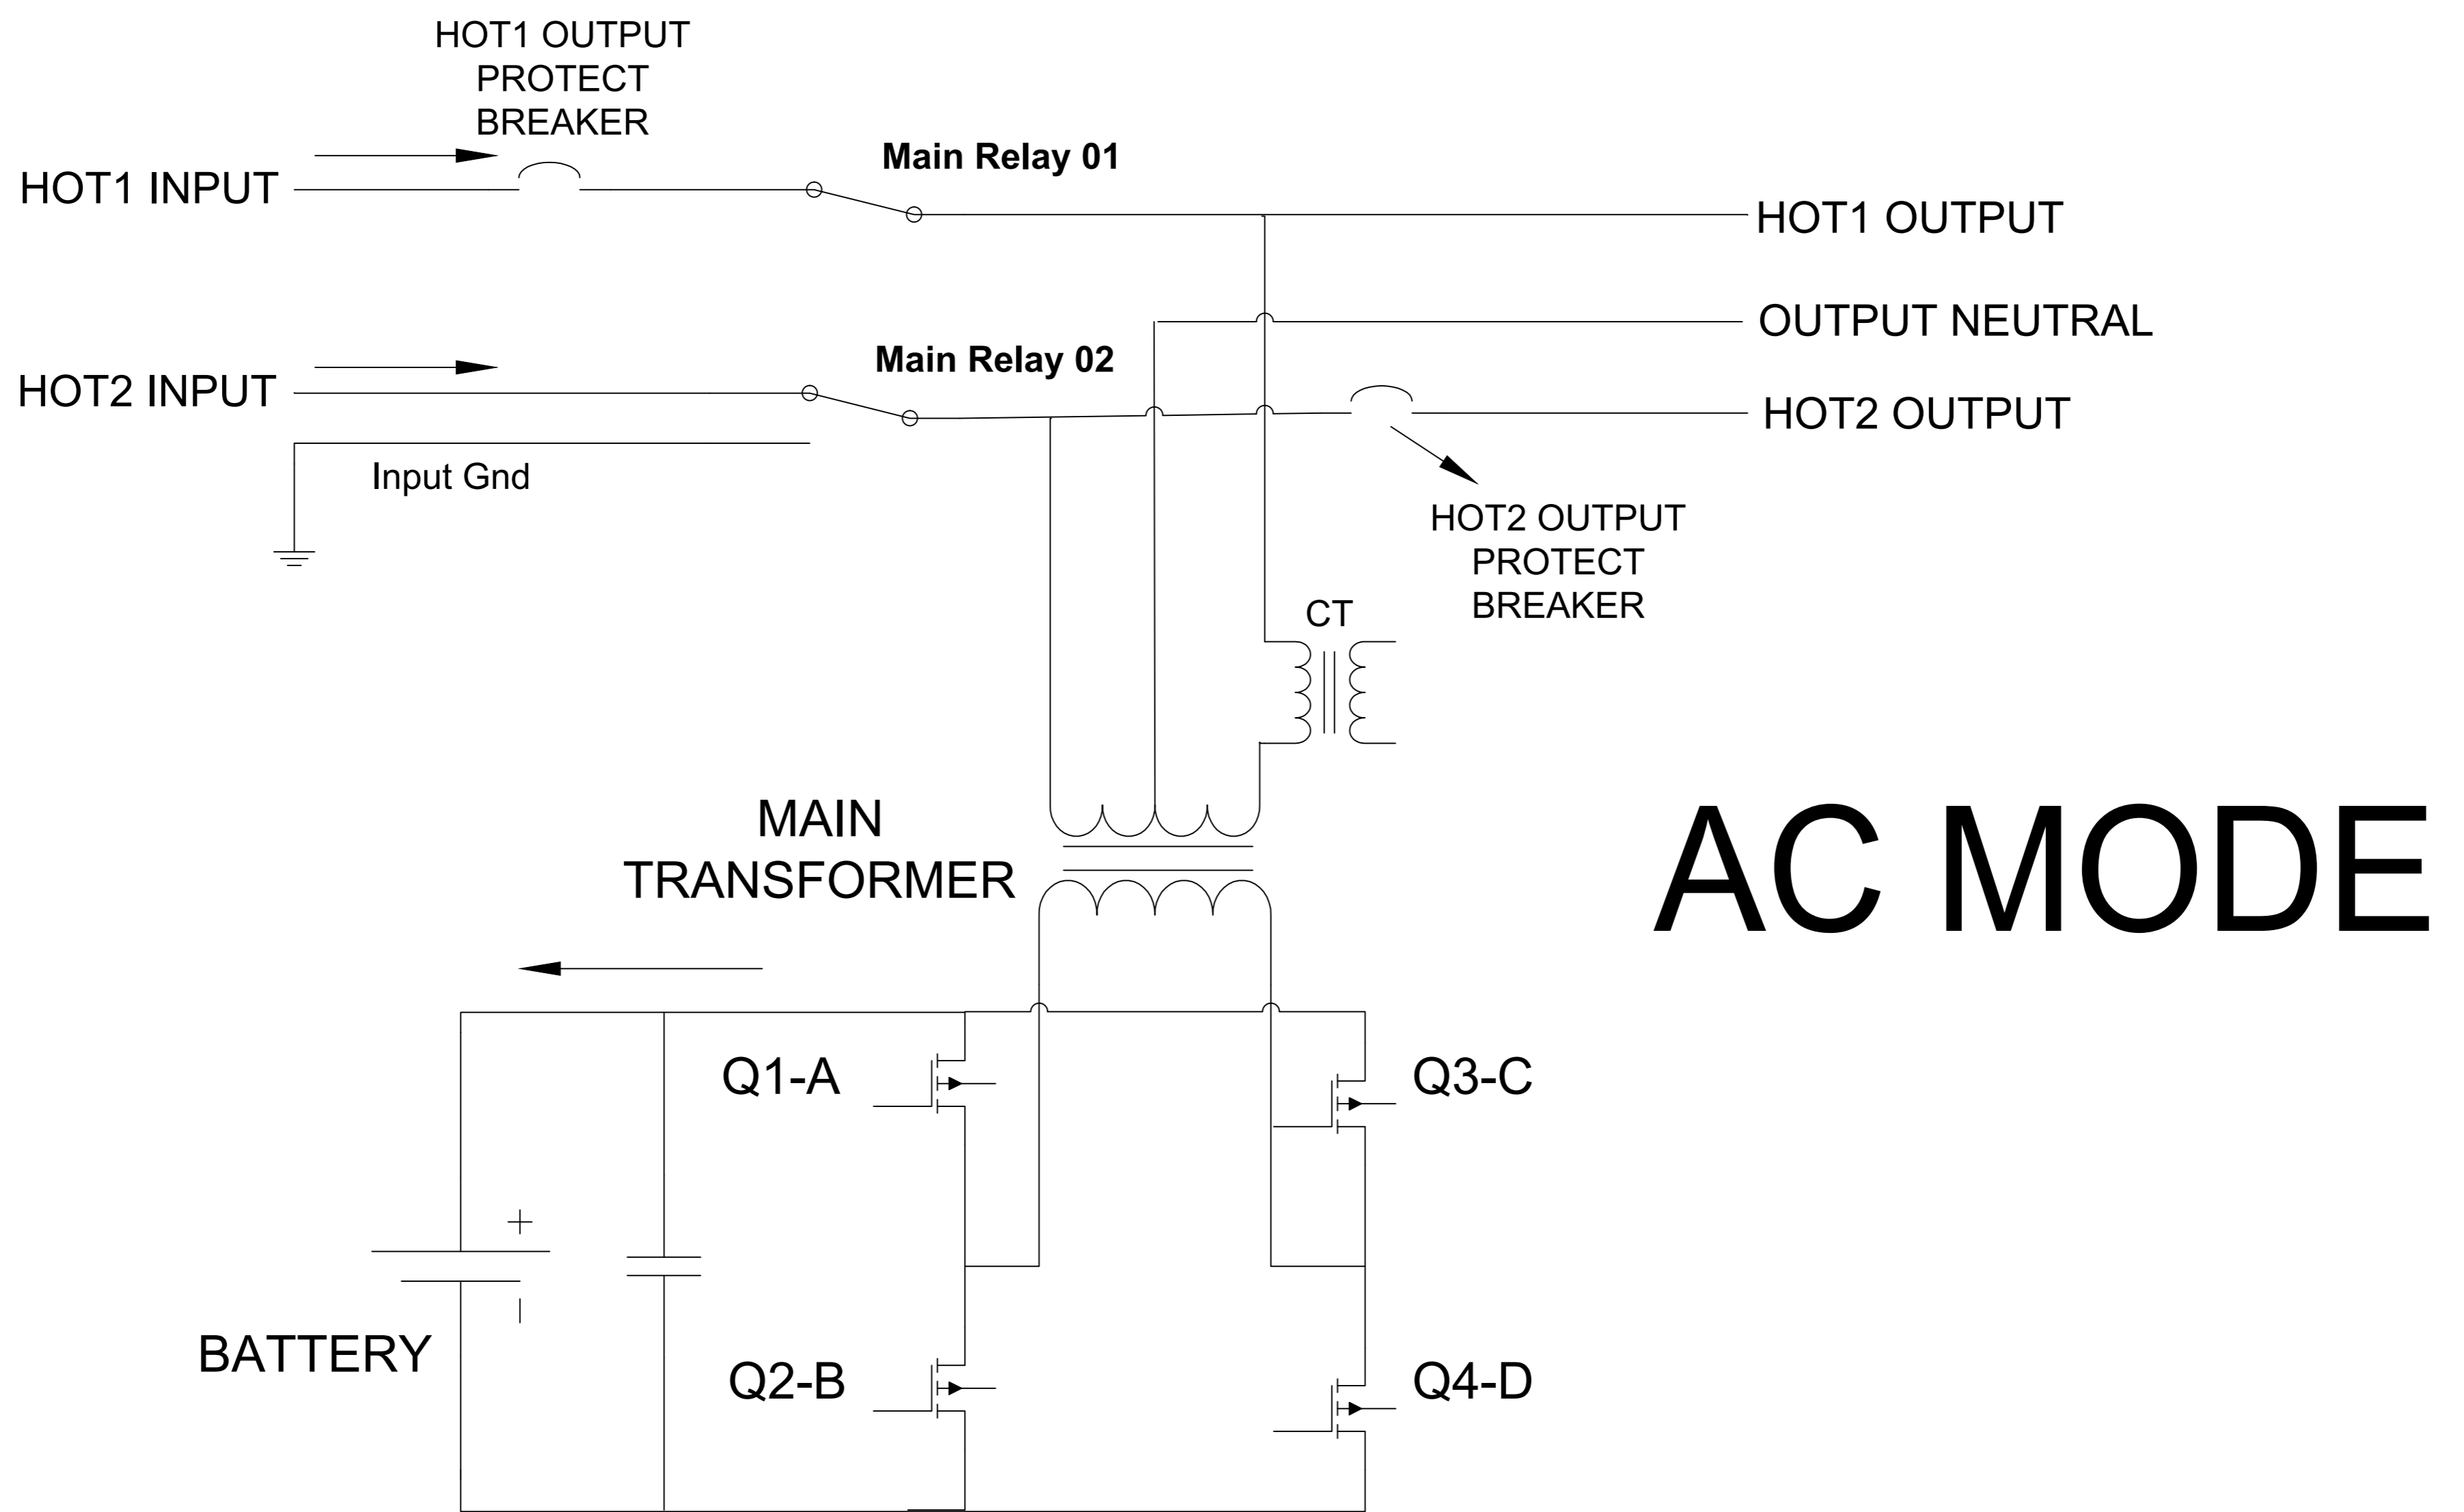 HOT1 OUTPUT
PROTECT
BREAKER
Main Relay 01
HOT1 INPUT
HOT1 OUTPUT
OUTPUT NEUTRAL
Main Relay 02
HOT2 INPUT
HOT2 OUTPUT
Input Gnd
HOT2 OUTPUT
PROTECT
BREAKER
CT
MAIN
TRANSFORMER
AC MODE
Q1-A
Q3-C
+
BATTERY
Q2-B
Q4-D